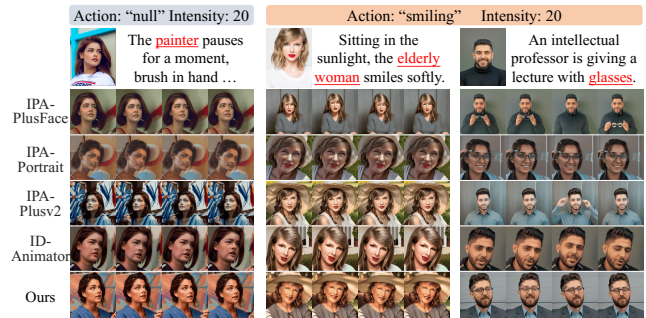 Action: “null” Intensity: 20
Action: “smiling” Intensity: 20
The painter pauses
for a moment,
brush in hand ...
Sitting in the
sunlight, the elderly
woman smiles softly.
An intellectual
professor is giving a
lecture with glasses.
IPA-
PlusFace
IPA-
Portrait
IPA-
Plusv2
ID-
Animator
Ours